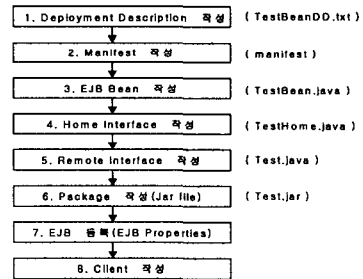 1. Deployment Description 작성 ( TestBeanDD.txt )
2. Manifest 작성 ( manifest )
3. EJB Bean 작성 ( TestBean.java )
4. Home Interface 작성 ( TestHome.java )
5. Remote Interface 작성 ( Test.java )
6. Package 작성(Jar file) ( Test.jar )
7. EJB 등록(EJB Properties)
8. Client 작성